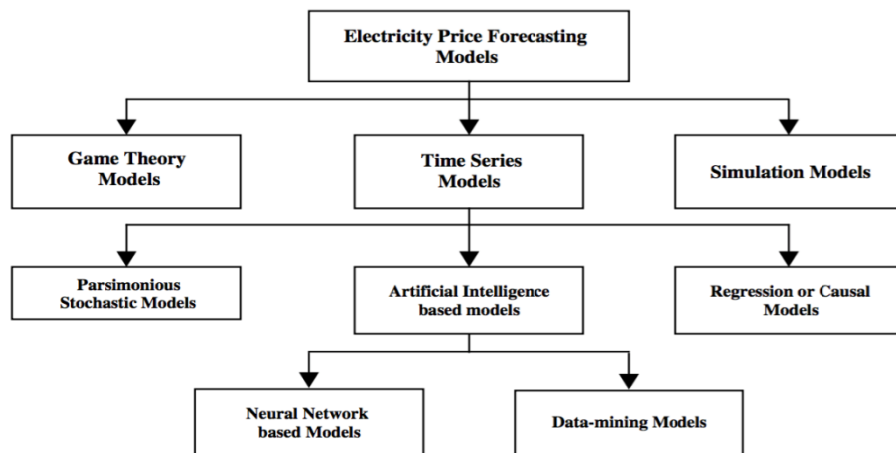 Electricity Price Forecasting
Models
Game Theory
Models
Time Series
Models
Simulation Models
Parsimonious
Stochastic Models
Artificial Intelligence
based models
Regression or Causal
Models
Neural Network
based Models
Data-mining Models